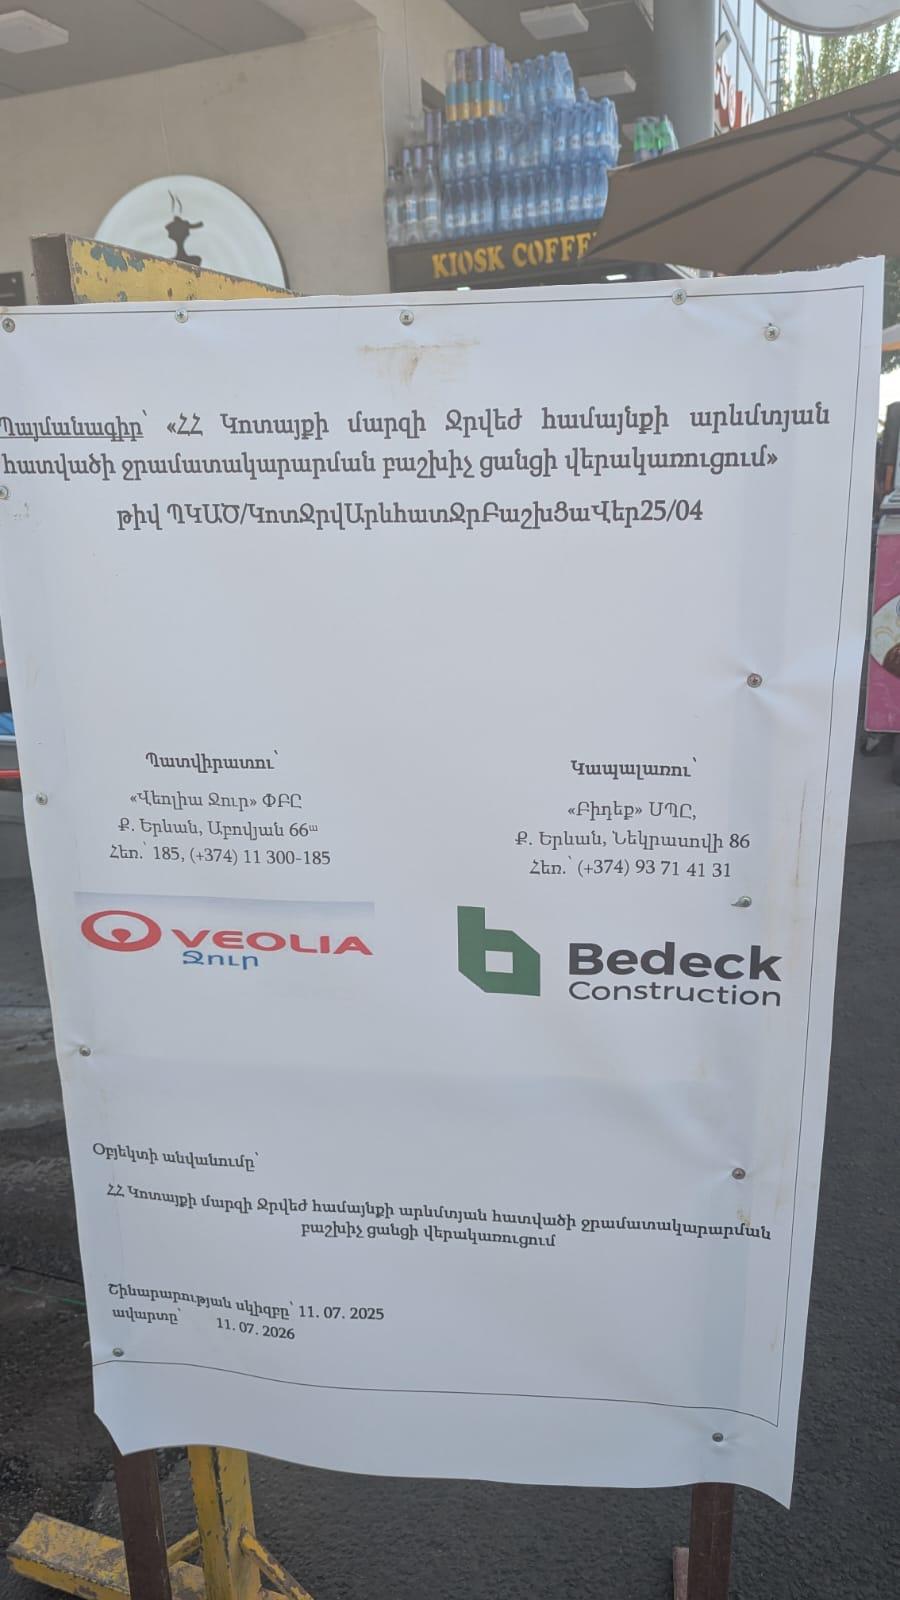 KIOSK COFFE
Պայմանագիր՝ «ՀՀ Կոտայքի մարզի Ջրվեժ համայնքի արևմտյան
հատվածի ջրամատակարարման բաշխիչ ցանցի վերակառուցում»
թիվ ՊԿԱԾ/ԿոտՋրվԱրևհատՋրԲաշխՑաՎեր25/04
Պատվիրատու՝
«Վեոլիա Ջուր» ՓԲԸ
Ք. Երևան, Աբովյան 66ա
Հեռ.՝ 185, (+374) 11 300-185
VEOLIA
Ջուր
Կապալառու՝
«Բիդեք» ՍՊԸ,
Ք. Երևան, Նեկրասովի 86
Հեռ.՝ (+374) 93 71 41 31
Bedeck
Construction
Օբյեկտի անվանումը՝
ՀՀ Կոտայքի մարզի Ջրվեժ համայնքի արևմտյան հատվածի ջրամատակարարման
բաշխիչ ցանցի վերակառուցում
Շինարարության սկիզբը՝ 11. 07. 2025
ավարտը՝ 11. 07. 2026